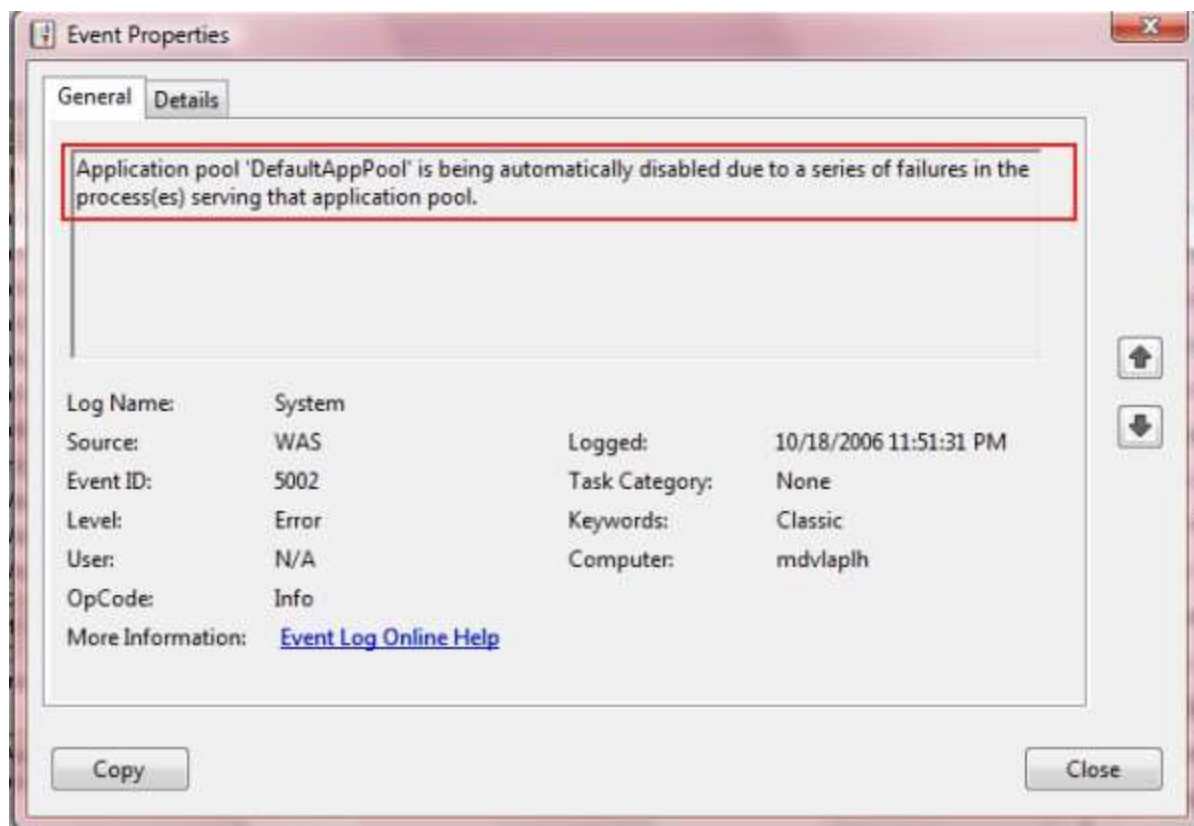 Event Properties
General Details
Application pool 'DefaultAppPool' is being automatically disabled due to a series of failures in the
process(es) serving that application pool.
Log Name: System
Source: WAS Logged: 10/18/2006 11:51:31 PM
Event ID: 5002 Task Category: None
Level: Error Keywords: Classic
User: N/A Computer: mdvlaplh
OpCode: Info
More Information: Event Log Online Help
Copy Close